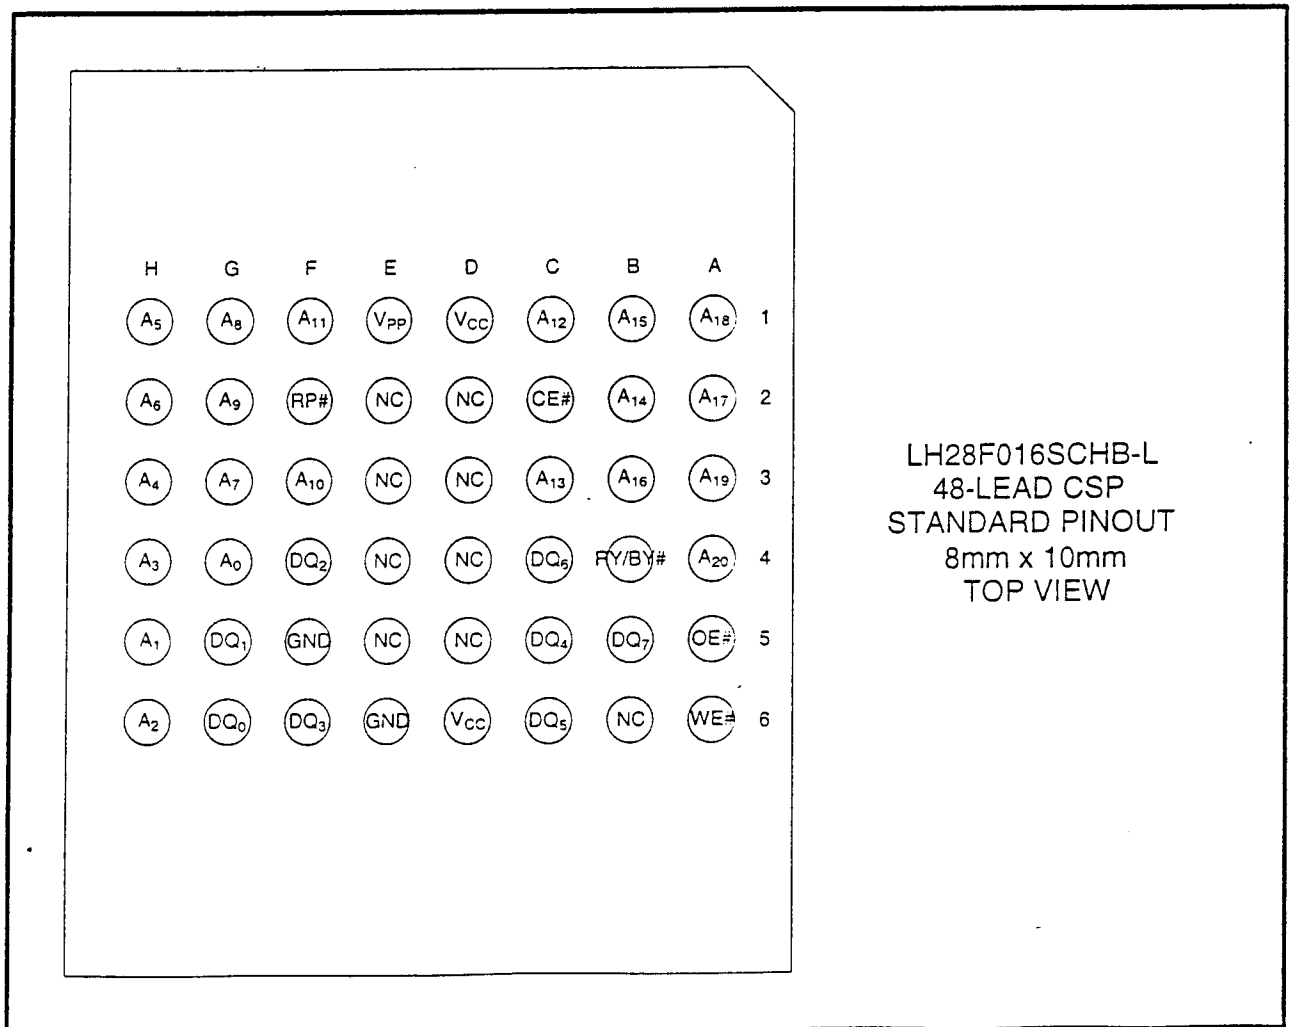 H G F E D C B A
A₅ A₈ A₁₁ VPP VCC A₁₂ A₁₅ A₁₈ 1
A₆ A₉ RP# NC NC CE# A₁₄ A₁₇ 2
A₄ A₇ A₁₀ NC NC A₁₃ A₁₆ A₁₉ 3
A₃ A₀ DQ₂ NC NC DQ₆ RY/BY# A₂₀ 4
A₁ DQ₁ GND NC NC DQ₄ DQ₇ OE# 5
A₂ DQ₀ DQ₃ GND VCC DQ₅ NC WE# 6
LH28F016SCHB-L
48-LEAD CSP
STANDARD PINOUT
8mm x 10mm
TOP VIEW